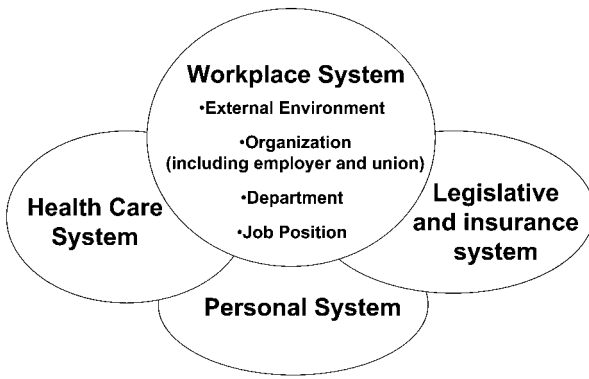 Workplace System
•External Environment
•Organization
(including employer and union)
•Department
•Job Position
Health Care
System
Legislative
and insurance
system
Personal System